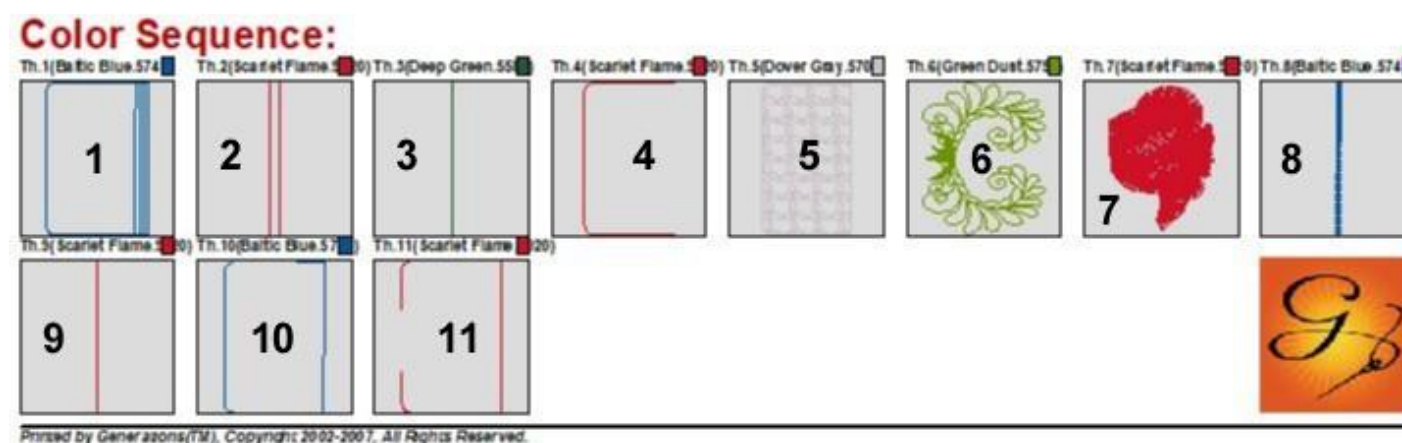 Color Sequence:
Th.1(Baltic Blue.574 Th.2(Scarlet Flame.5 20) Th.3(Deep Green.55 ) Th.4( Scarlet Flame.5 0) Th.5(Dover Gray.570 Th.6(Green Dust.575 Th.7(Scarlet Flame.5 0) Th.8(Baltic Blue.574
1 2 3 4 5 6 7 8
Th.9( Scarlet Flame.5 0) Th.10(Baltic Blue.57 ) Th.11( Scarlet Flame. 020)
9 10 11
Printed by Generations(TM), Copyright 2002-2007, All Rights Reserved.